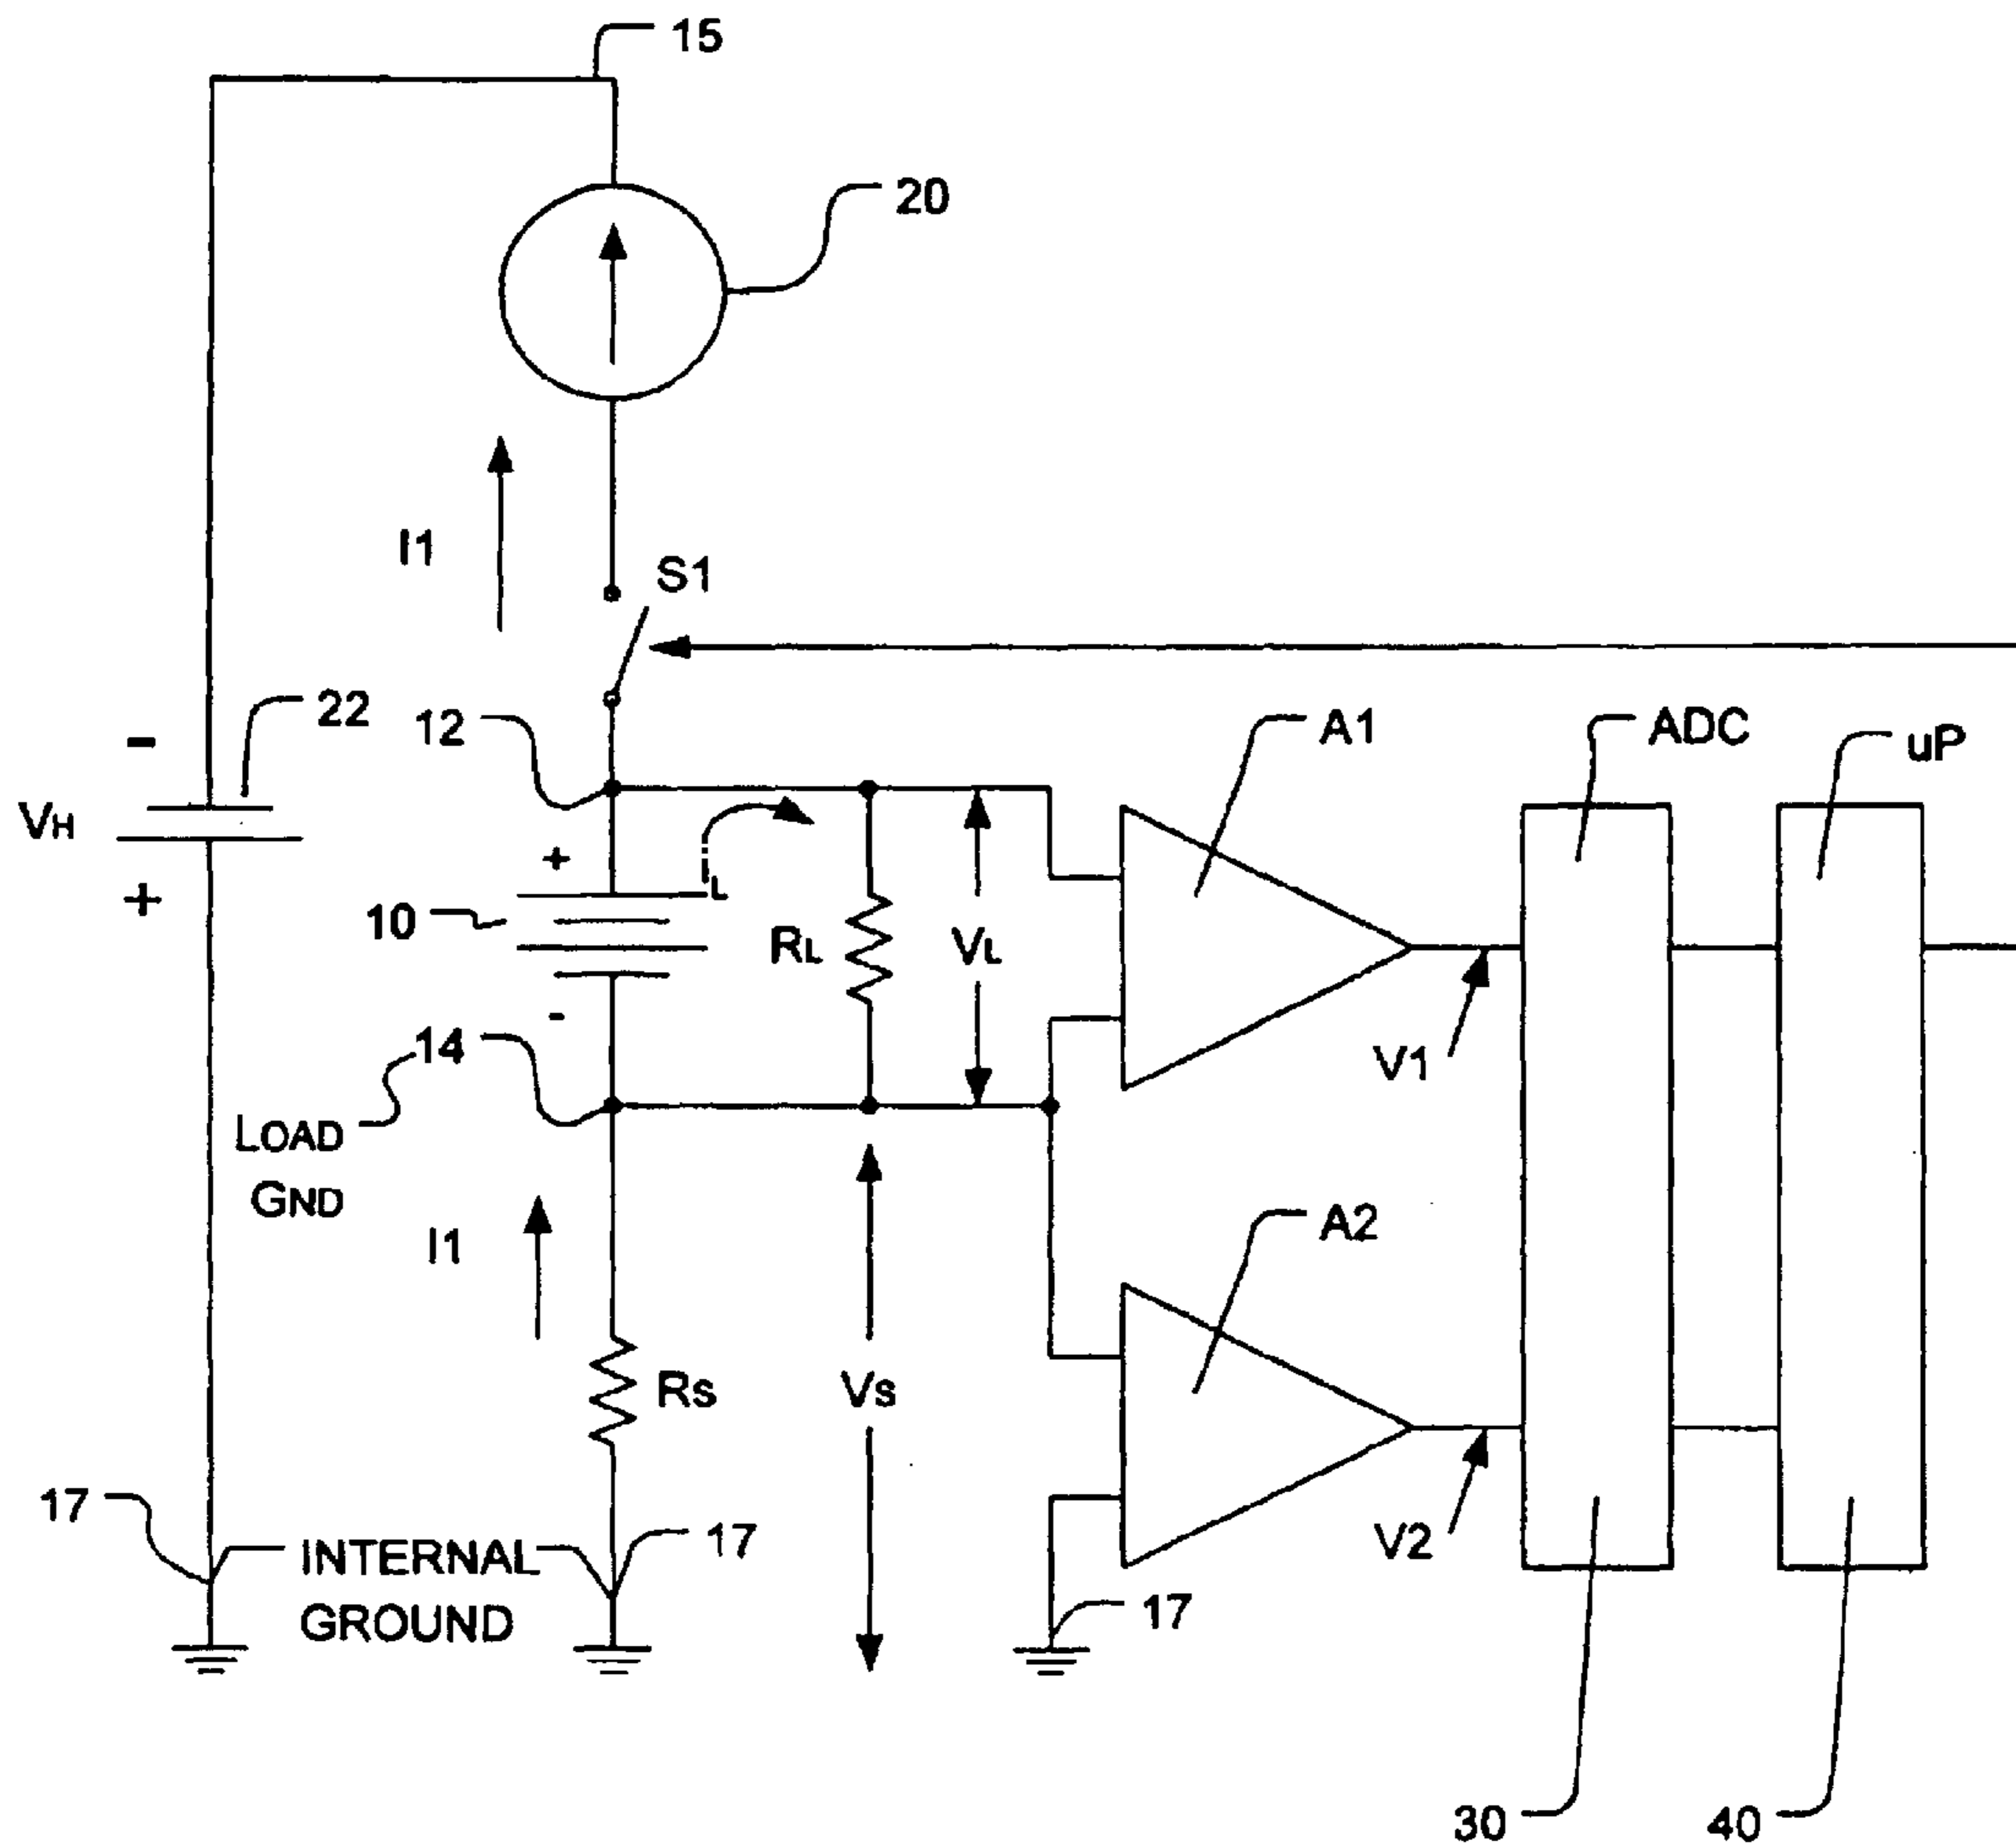 15
20
I1
S1
22
12
A1
ADC
uP
-
VH
+
+
IL
10
RL
VL
-
14
V1
LOAD
GND
I1
A2
RS
VS
17
INTERNAL
GROUND
17
V2
17
30
40